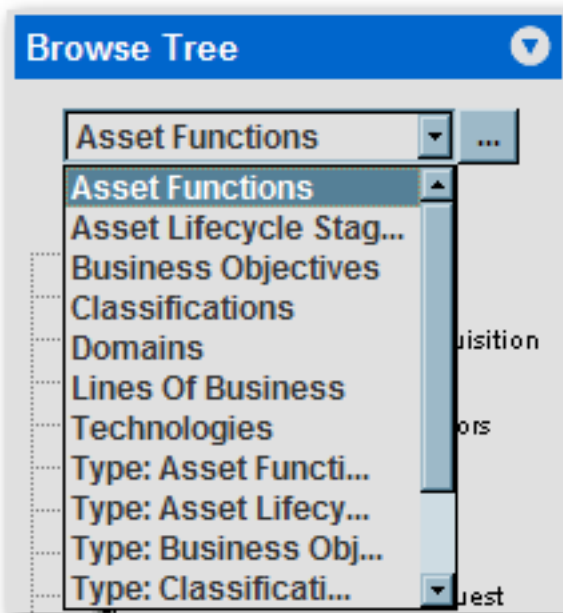 Browse Tree
Asset Functions
...
Asset Functions
Asset Lifecycle Stag...
Business Objectives
Classifications
uisition
Domains
Lines Of Business
Technologies
ors
Type: Asset Functi...
Type: Asset Lifecy...
Type: Business Obj...
Type: Classificati...
uest